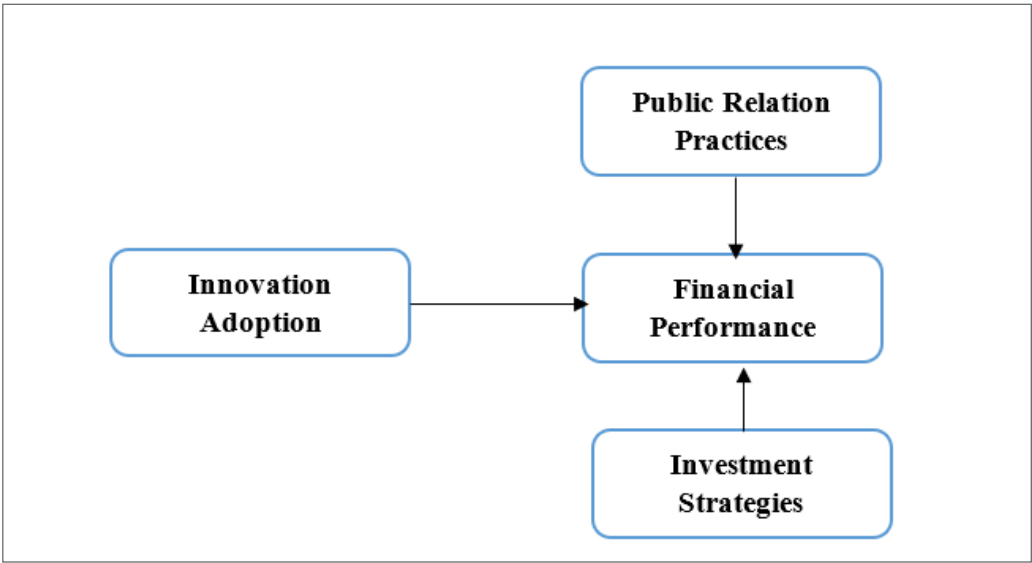 Public Relation
Practices
Innovation
Adoption
Financial
Performance
Investment
Strategies